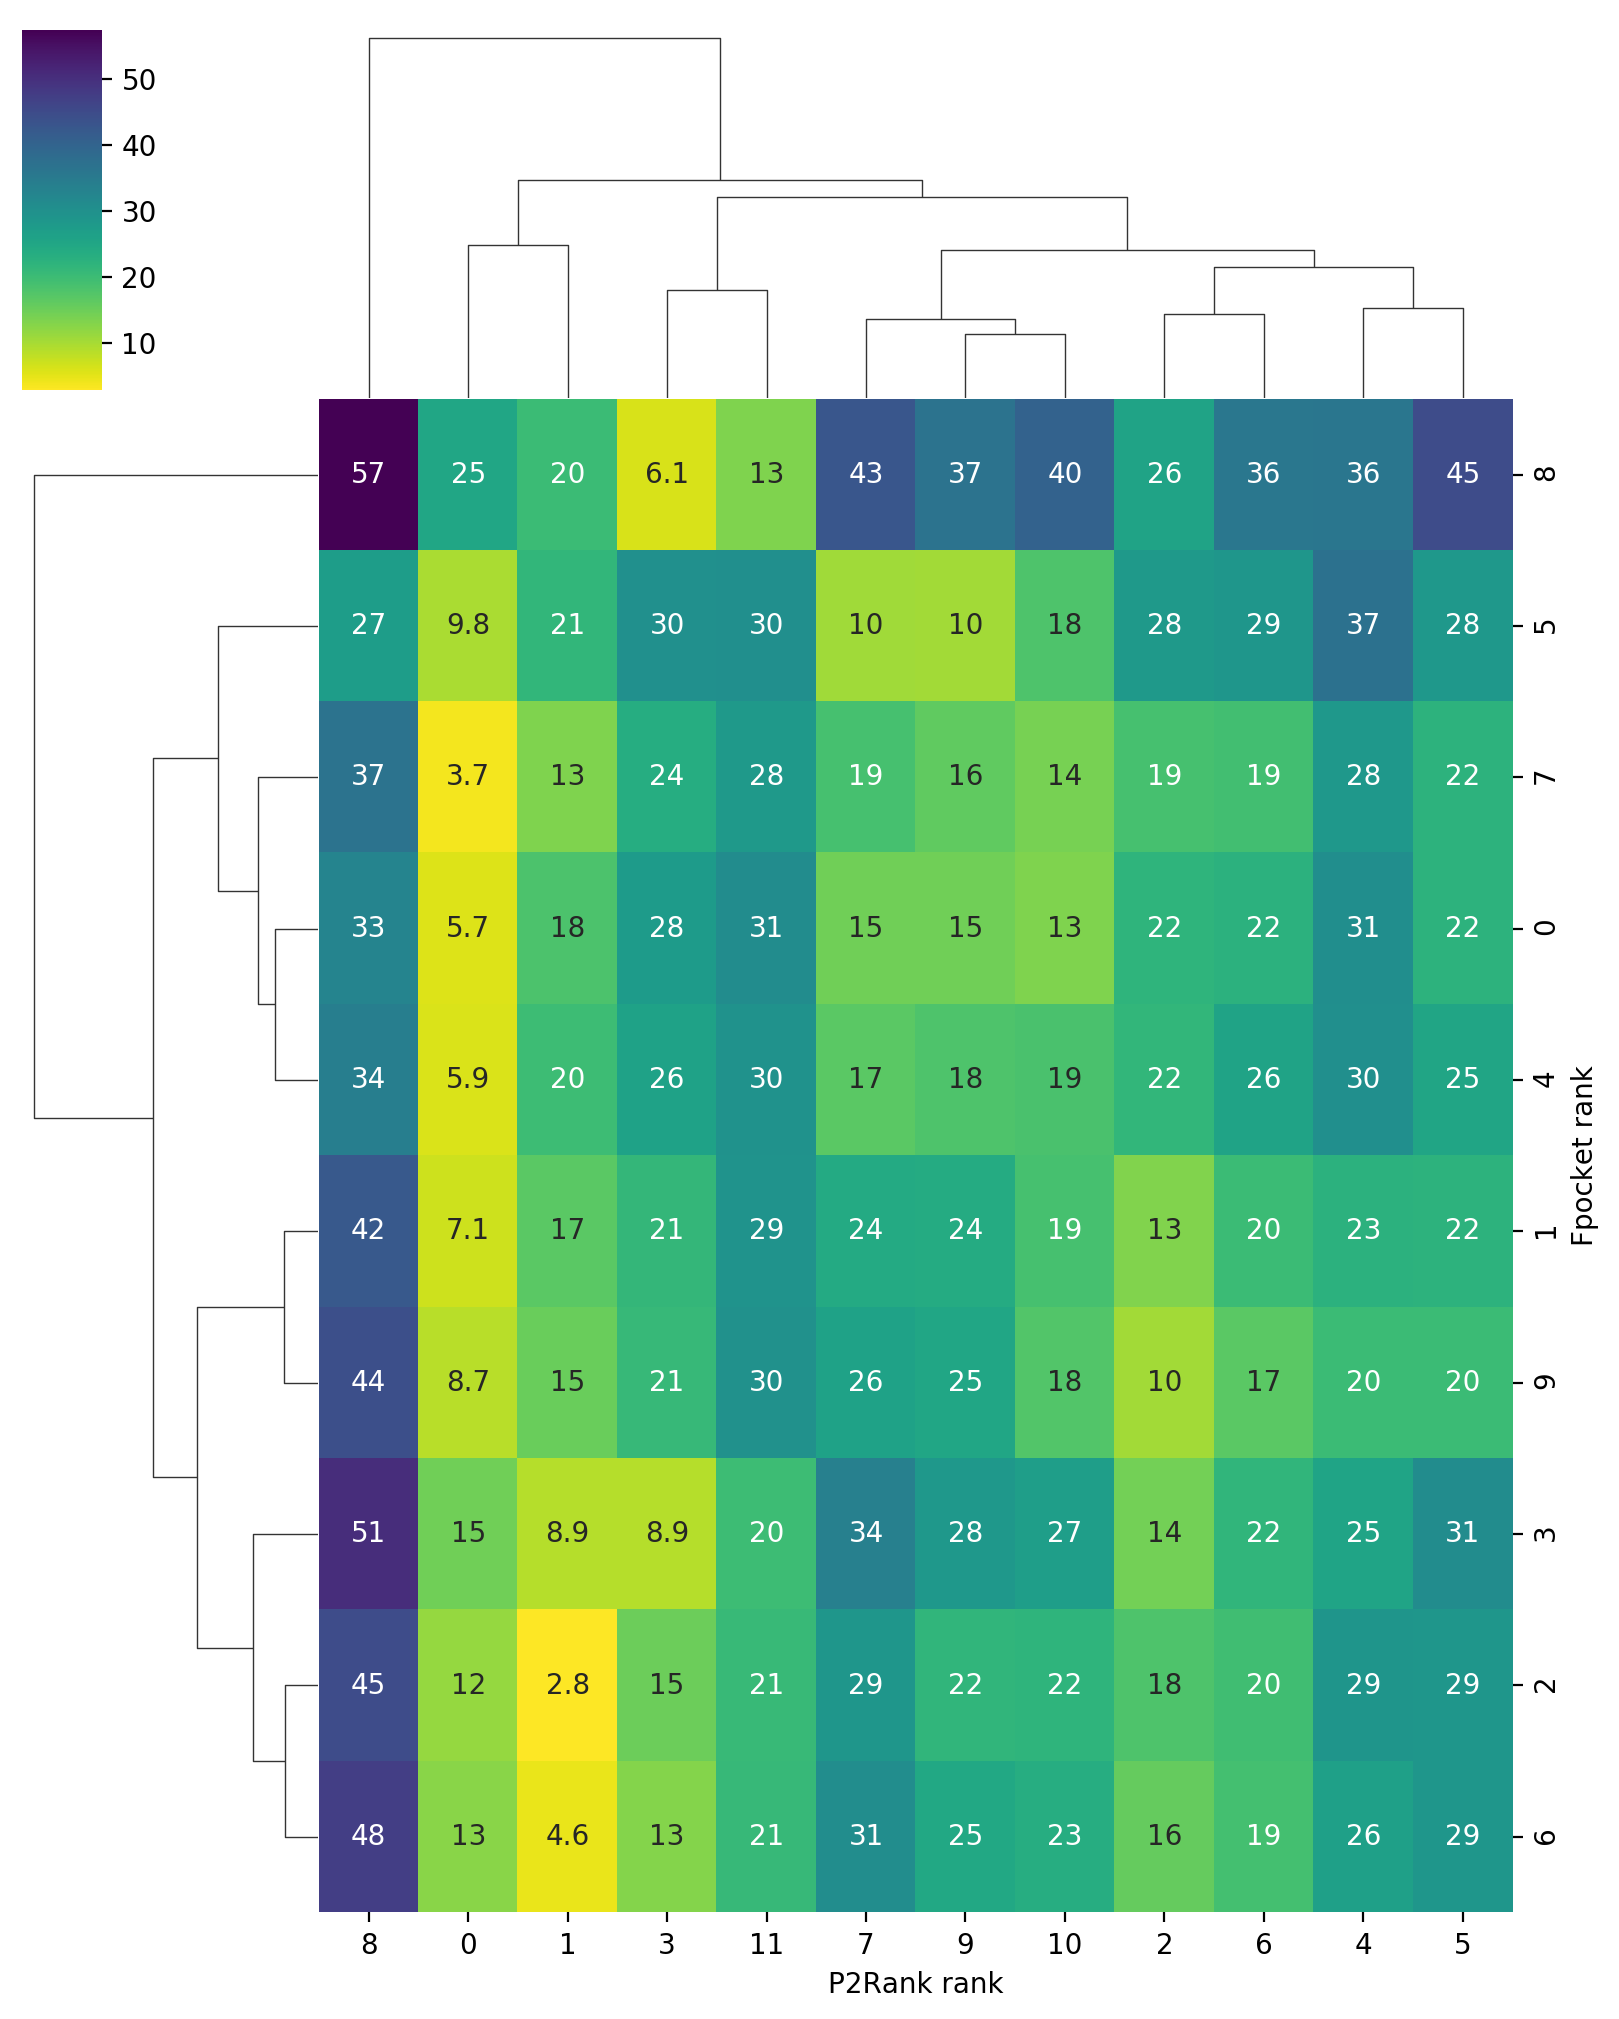 50
40
30
20
10
57 25 20 6.1 13 43 37 40 26 36 36 45 8
27 9.8 21 30 30 10 10 18 28 29 37 28 5
37 3.7 13 24 28 19 16 14 19 19 28 22 7
33 5.7 18 28 31 15 15 13 22 22 31 22 0
34 5.9 20 26 30 17 18 19 22 26 30 25 4
42 7.1 17 21 29 24 24 19 13 20 23 22 1
44 8.7 15 21 30 26 25 18 10 17 20 20 9
51 15 8.9 8.9 20 34 28 27 14 22 25 31 3
45 12 2.8 15 21 29 22 22 18 20 29 29 2
48 13 4.6 13 21 31 25 23 16 19 26 29 6
Fpocket rank
8 0 1 3 11 7 9 10 2 6 4 5
P2Rank rank